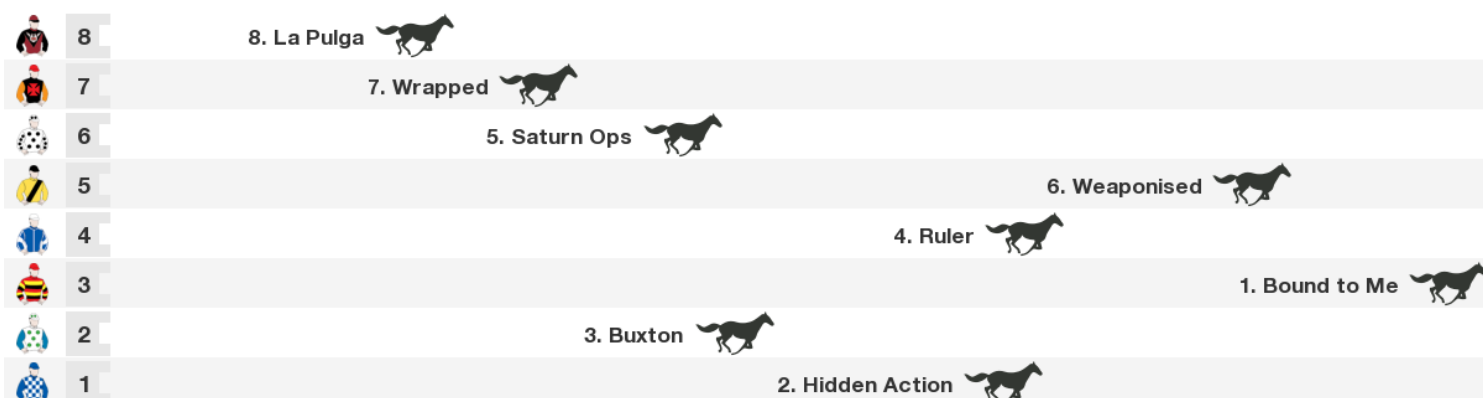 8 8. La Pulga
7 7. Wrapped
6 5. Saturn Ops
5 6. Weaponised
4 4. Ruler
3 1. Bound to Me
2 3. Buxton
1 2. Hidden Action